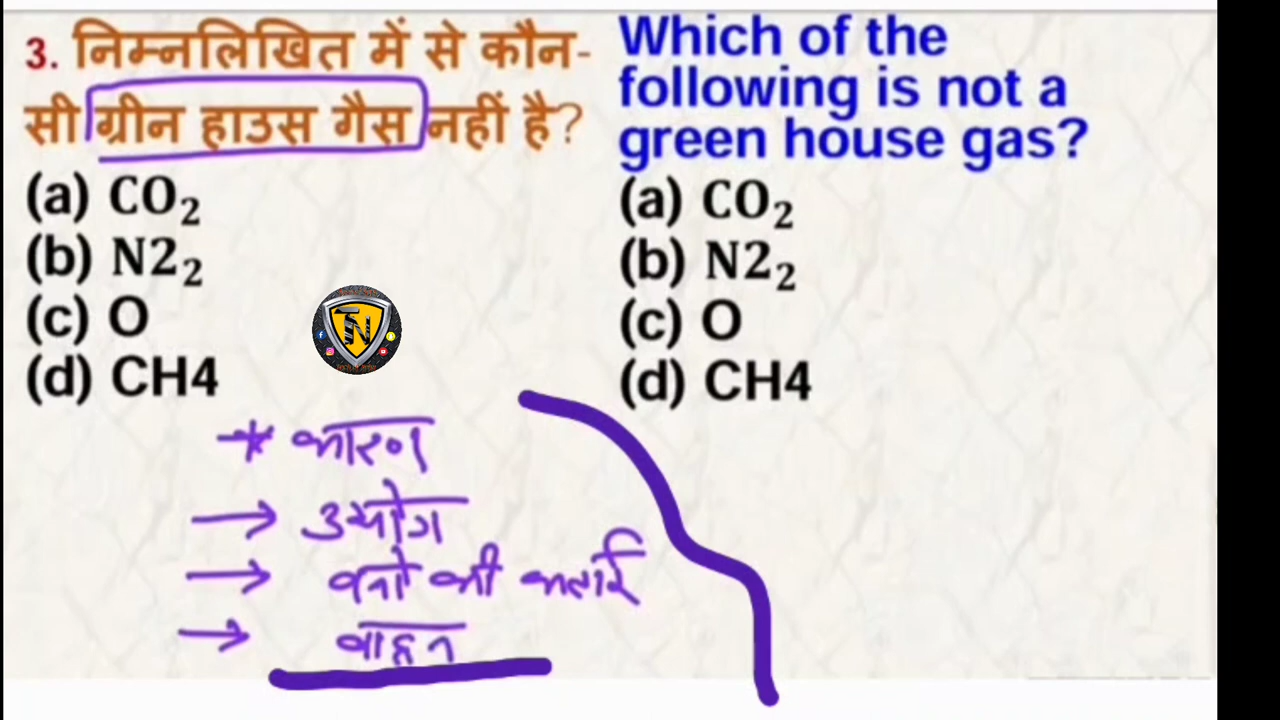 3. निम्नलिखित में से कौन-
सी ग्रीन हाउस गैस नहीं है?
(a) CO₂
(b) N2₂
(c) O
(d) CH4
Which of the
following is not a
green house gas?
(a) CO₂
(b) N2₂
(c) O
(d) CH4
TN
* कारण
→ उद्योग
→ वनो की कटाई
→ वाहन